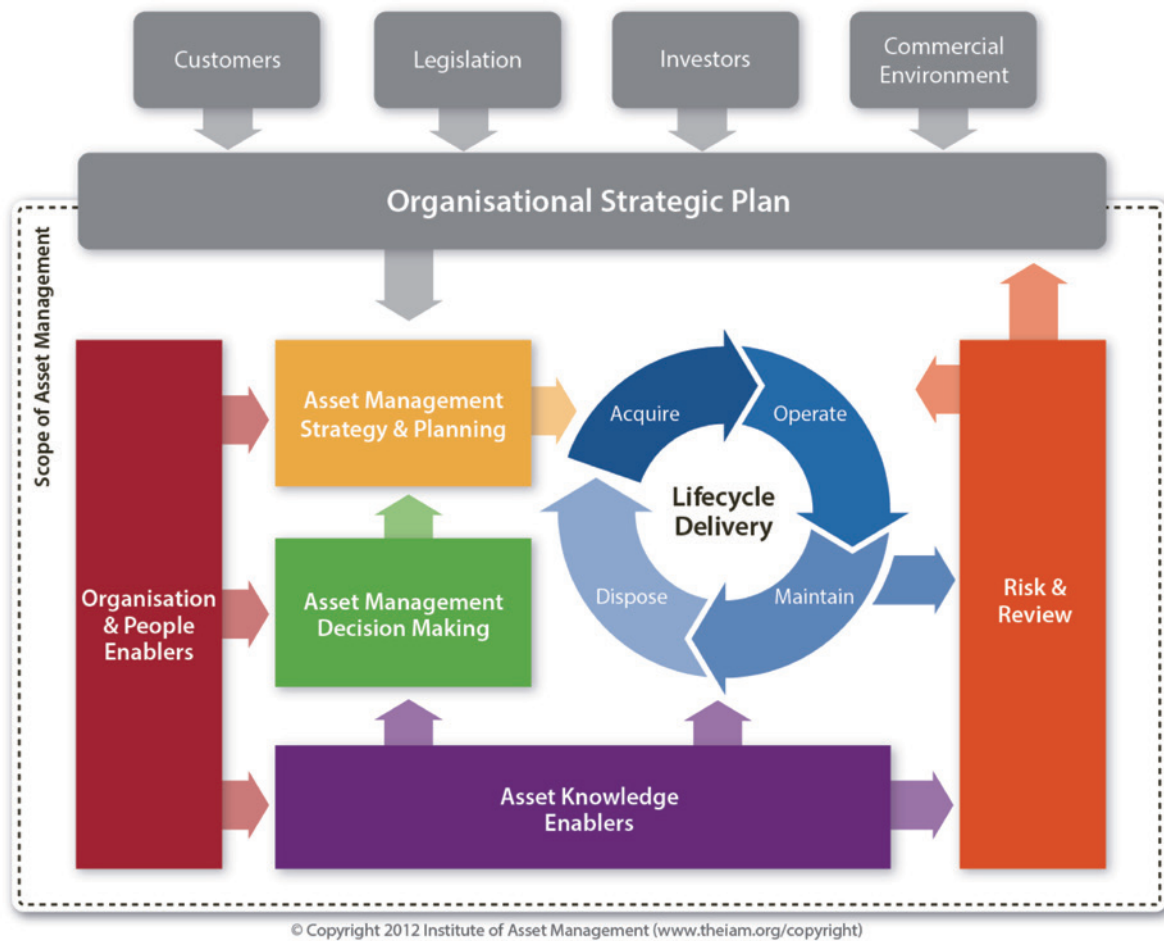 Customers
Legislation
Investors
Commercial
Environment
Organisational Strategic Plan
Scope of Asset Management
Asset Management
Strategy & Planning
Acquire
Operate
Lifecycle
Delivery
Dispose
Maintain
Organisation
& People
Enablers
Asset Management
Decision Making
Risk &
Review
Asset Knowledge
Enablers
© Copyright 2012 Institute of Asset Management (www.theiam.org/copyright)